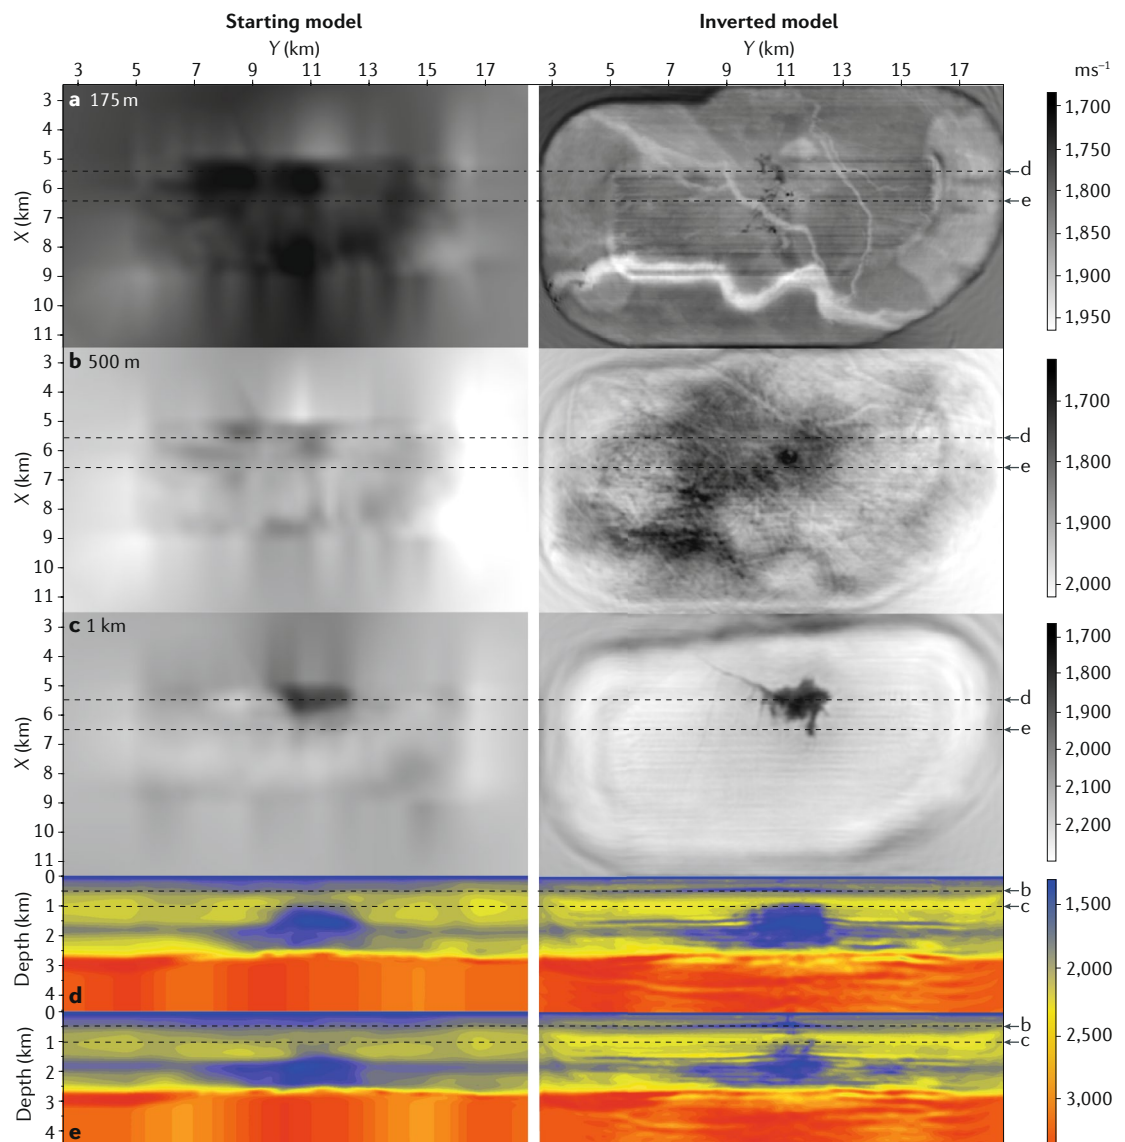 Starting model
Inverted model
Y (km)
Y (km)
3 5 7 9 11 13 15 17
3 5 7 9 11 13 15 17
ms⁻¹
a 175 m
X (km)
3
4
5
6
7
8
9
10
11
d
e
1,700
1,750
1,800
1,850
1,900
1,950
b 500 m
X (km)
3
4
5
6
7
8
9
10
11
d
e
1,700
1,800
1,900
2,000
c 1 km
X (km)
3
4
5
6
7
8
9
10
11
d
e
1,700
1,800
1,900
2,000
2,100
2,200
Depth (km)
0
1
2
3
4
d
b
c
Depth (km)
0
1
2
3
4
e
b
c
1,500
2,000
2,500
3,000